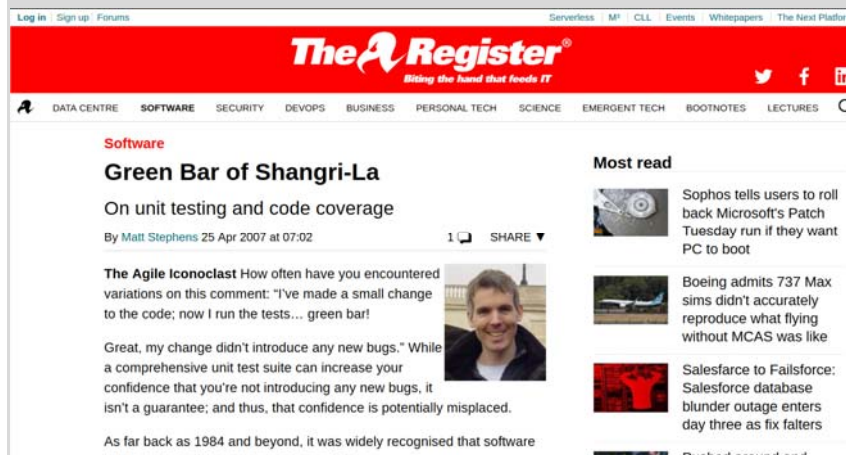 Log in Sign up Forums Serverless M³ CLL Events Whitepapers The Next
The Register®
Biting the hand that feeds IT
DATA CENTRE SOFTWARE SECURITY DEVOPS BUSINESS PERSONAL TECH SCIENCE EMERGENT TECH BOOTNOTES LECTURES
Software
Green Bar of Shangri-La
On unit testing and code coverage
By Matt Stephens 25 Apr 2007 at 07:02 1 SHARE ▼
The Agile Iconoclast How often have you encountered
variations on this comment: “I've made a small change
to the code; now I run the tests… green bar!
Great, my change didn't introduce any new bugs.” While
a comprehensive unit test suite can increase your
confidence that you're not introducing any new bugs, it
isn't a guarantee; and thus, that confidence is potentially misplaced.
As far back as 1984 and beyond, it was widely recognised that software
Most read
Sophos tells users to roll
back Microsoft's Patch
Tuesday run if they want
PC to boot
Boeing admits 737 Max
sims didn't accurately
reproduce what flying
without MCAS was like
Salesfarce to Failsforce:
Salesforce database
blunder outage enters
day three as fix falters